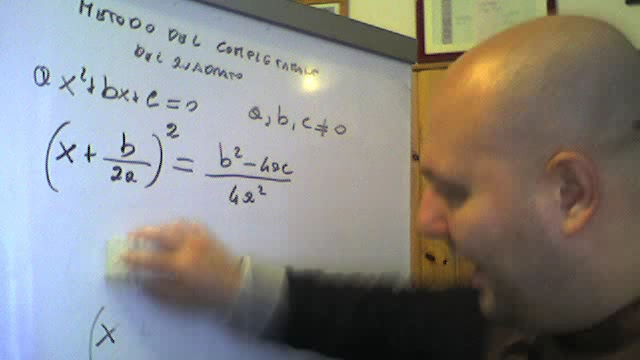 METODO DEL COMPLETAMENTO
DEL QUADRATO
ax²+bx+c=0
a,b,c≠0
(x + b/2a)² = b²-4ac/4a²
(x